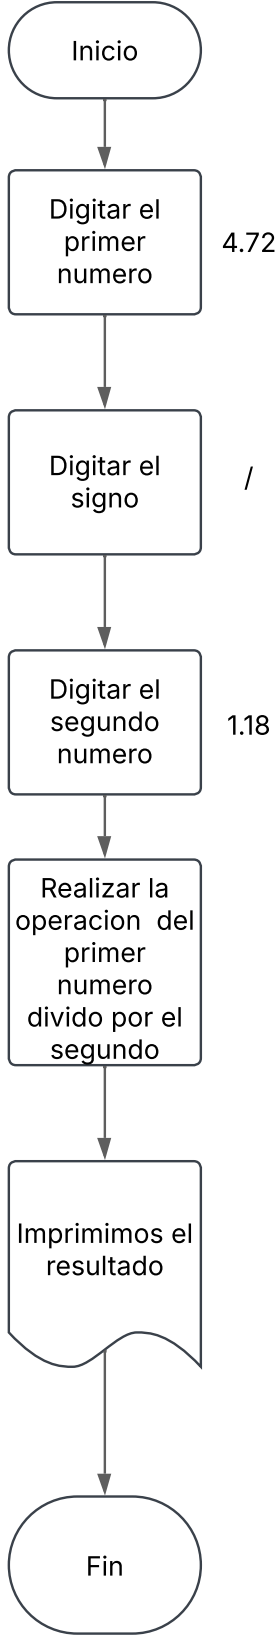 Inicio
Digitar el
primer
numero
4.72
Digitar el
signo
/
Digitar el
segundo
numero
1.18
Realizar la
operacion  del
primer
numero
divido por el
segundo
Imprimimos el
resultado
Fin